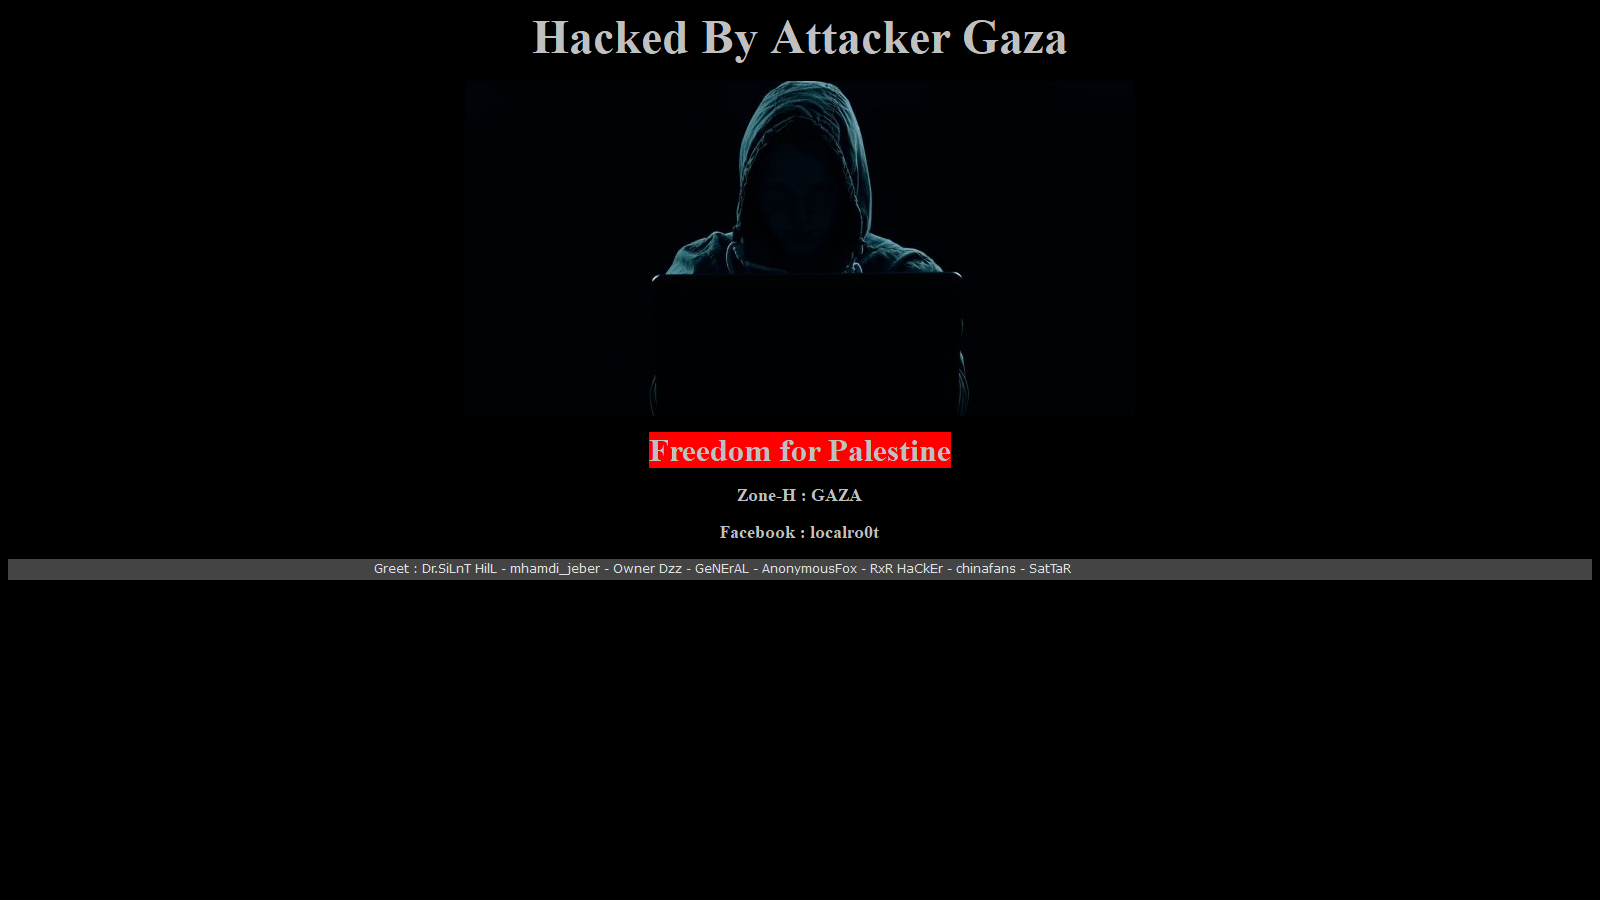 Hacked By Attacker Gaza
Freedom for Palestine
Zone-H : GAZA
Facebook : localro0t
Greet : Dr.SiLnT HilL - mhamdi_jeber - Owner Dzz - GeNErAL - AnonymousFox - RxR HaCkEr - chinafans - SatTaR